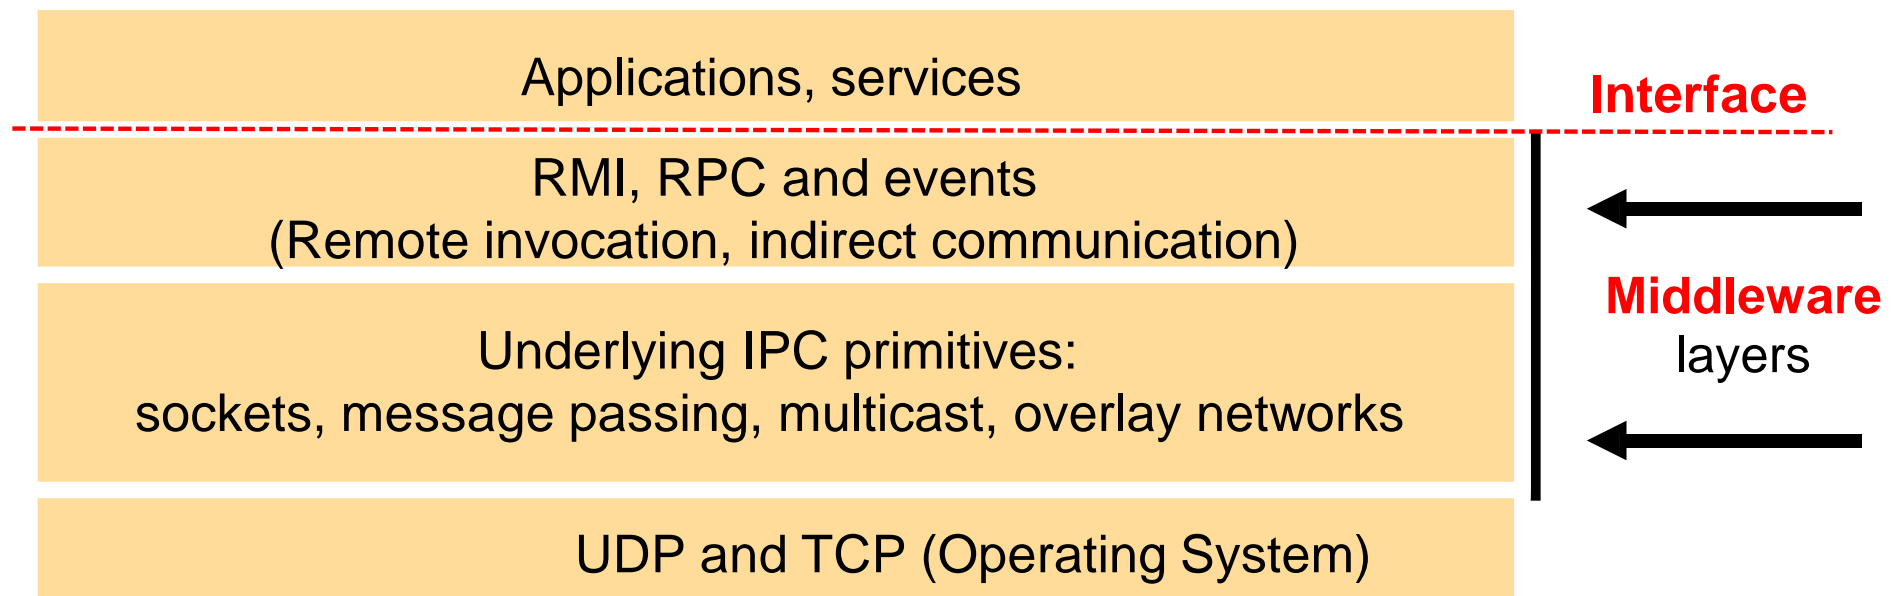 Applications, services
Interface
RMI, RPC and events
(Remote invocation, indirect communication)
Middleware
layers
Underlying IPC primitives:
sockets, message passing, multicast, overlay networks
UDP and TCP (Operating System)